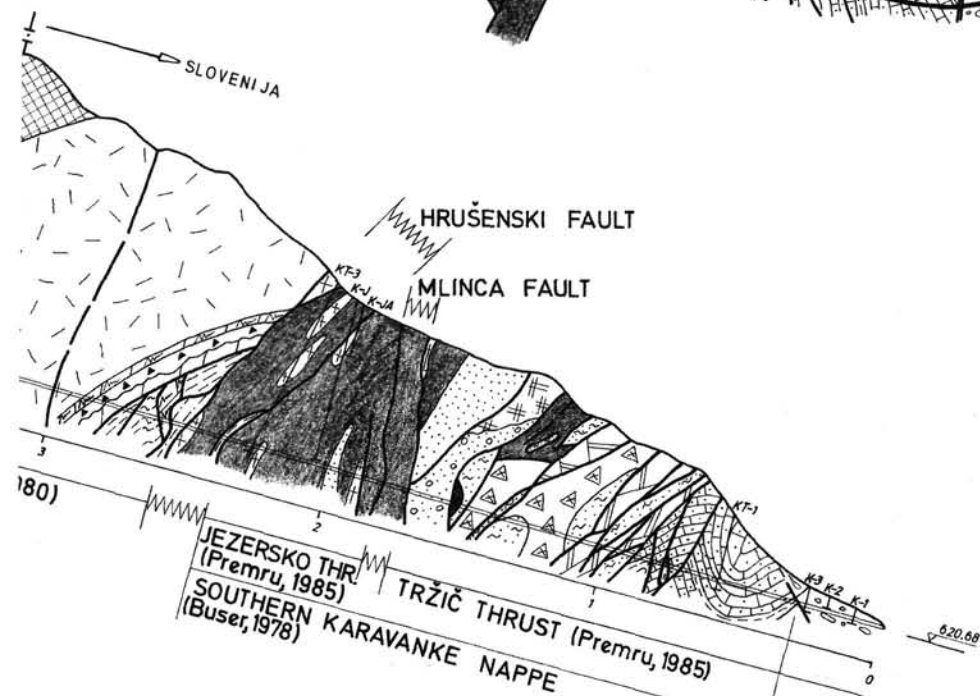 SLOVENIJA
HRUŠENSKI FAULT
MLINCA FAULT
KT-3
K-J
K-JA
KT-1
K-3
K-2
K-1
620.68
3
2
1
0
180)
JEZERSKO THR.
(Premru, 1985)
TRŽIČ THRUST (Premru, 1985)
SOUTHERN KARAVANKE NAPPE
(Buser, 1978)